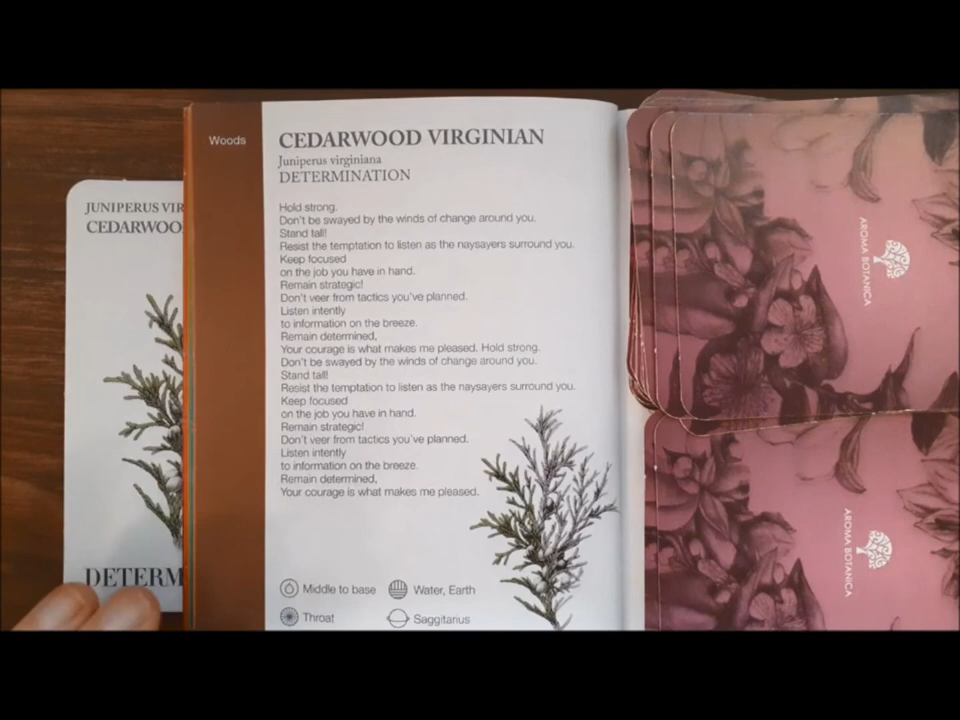 JUNIPERUS VIR
CEDARWOO
DETERM
Woods
CEDARWOOD VIRGINIAN
Juniperus virginiana
DETERMINATION
Hold strong.
Don't be swayed by the winds of change around you.
Stand tall!
Resist the temptation to listen as the naysayers surround you.
Keep focused
on the job you have in hand.
Remain strategic!
Don't veer from tactics you've planned.
Listen intently
to information on the breeze.
Remain determined,
Your courage is what makes me pleased. Hold strong.
Don't be swayed by the winds of change around you.
Stand tall!
Resist the temptation to listen as the naysayers surround you.
Keep focused
on the job you have in hand.
Remain strategic!
Don't veer from tactics you've planned.
Listen intently
to information on the breeze.
Remain determined,
Your courage is what makes me pleased.
Middle to base
Water, Earth
Throat
Saggitarius
AROMA BOTANICA
AROMA BOTANICA